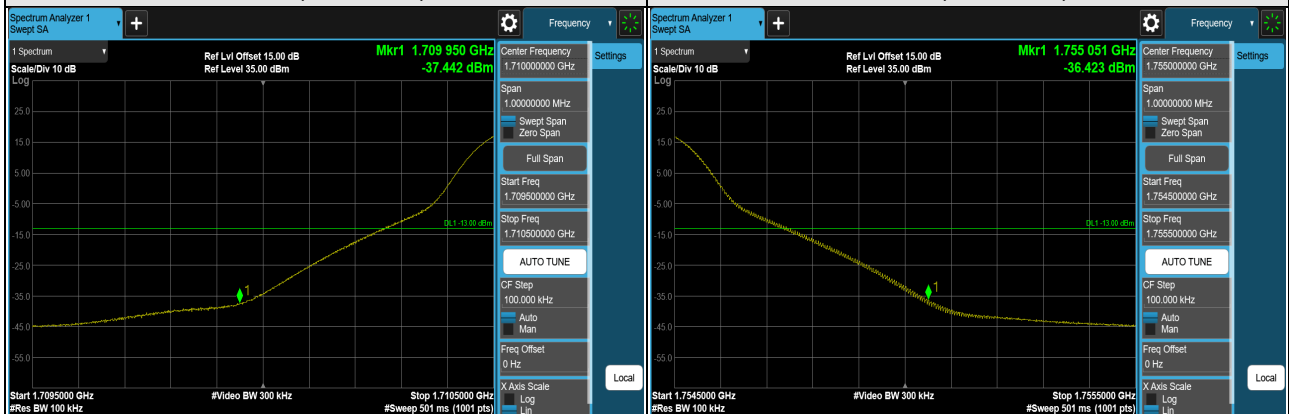 Spectrum Analyzer 1
Swept SA
+
Frequency
1 Spectrum
Scale/Div 10 dB
Log
Ref Lvl Offset 15.00 dB
Ref Level 35.00 dBm
Mkr1 1.709 950 GHz
-37.442 dBm
25.0
15.0
5.00
-5.00
-15.0
-25.0
-35.0
-45.0
-55.0
DL1 -13.00 dBm
1
Start 1.7095000 GHz
#Res BW 100 kHz
#Video BW 300 kHz
Stop 1.7105000 GHz
#Sweep 501 ms (1001 pts)
Center Frequency
1.710000000 GHz
Span
1.00000000 MHz
Swept Span
Zero Span
Full Span
Start Freq
1.709500000 GHz
Stop Freq
1.710500000 GHz
AUTO TUNE
CF Step
100.000 kHz
Auto
Man
Freq Offset
0 Hz
X Axis Scale
Log
Lin
Settings
Local
Spectrum Analyzer 1
Swept SA
+
Frequency
1 Spectrum
Scale/Div 10 dB
Log
Ref Lvl Offset 15.00 dB
Ref Level 35.00 dBm
Mkr1 1.755 051 GHz
-36.423 dBm
25.0
15.0
5.00
-5.00
-15.0
-25.0
-35.0
-45.0
-55.0
DL1 -13.00 dBm
1
Start 1.7545000 GHz
#Res BW 100 kHz
#Video BW 300 kHz
Stop 1.7555000 GHz
#Sweep 501 ms (1001 pts)
Center Frequency
1.755000000 GHz
Span
1.00000000 MHz
Swept Span
Zero Span
Full Span
Start Freq
1.754500000 GHz
Stop Freq
1.755500000 GHz
AUTO TUNE
CF Step
100.000 kHz
Auto
Man
Freq Offset
0 Hz
X Axis Scale
Log
Lin
Settings
Local